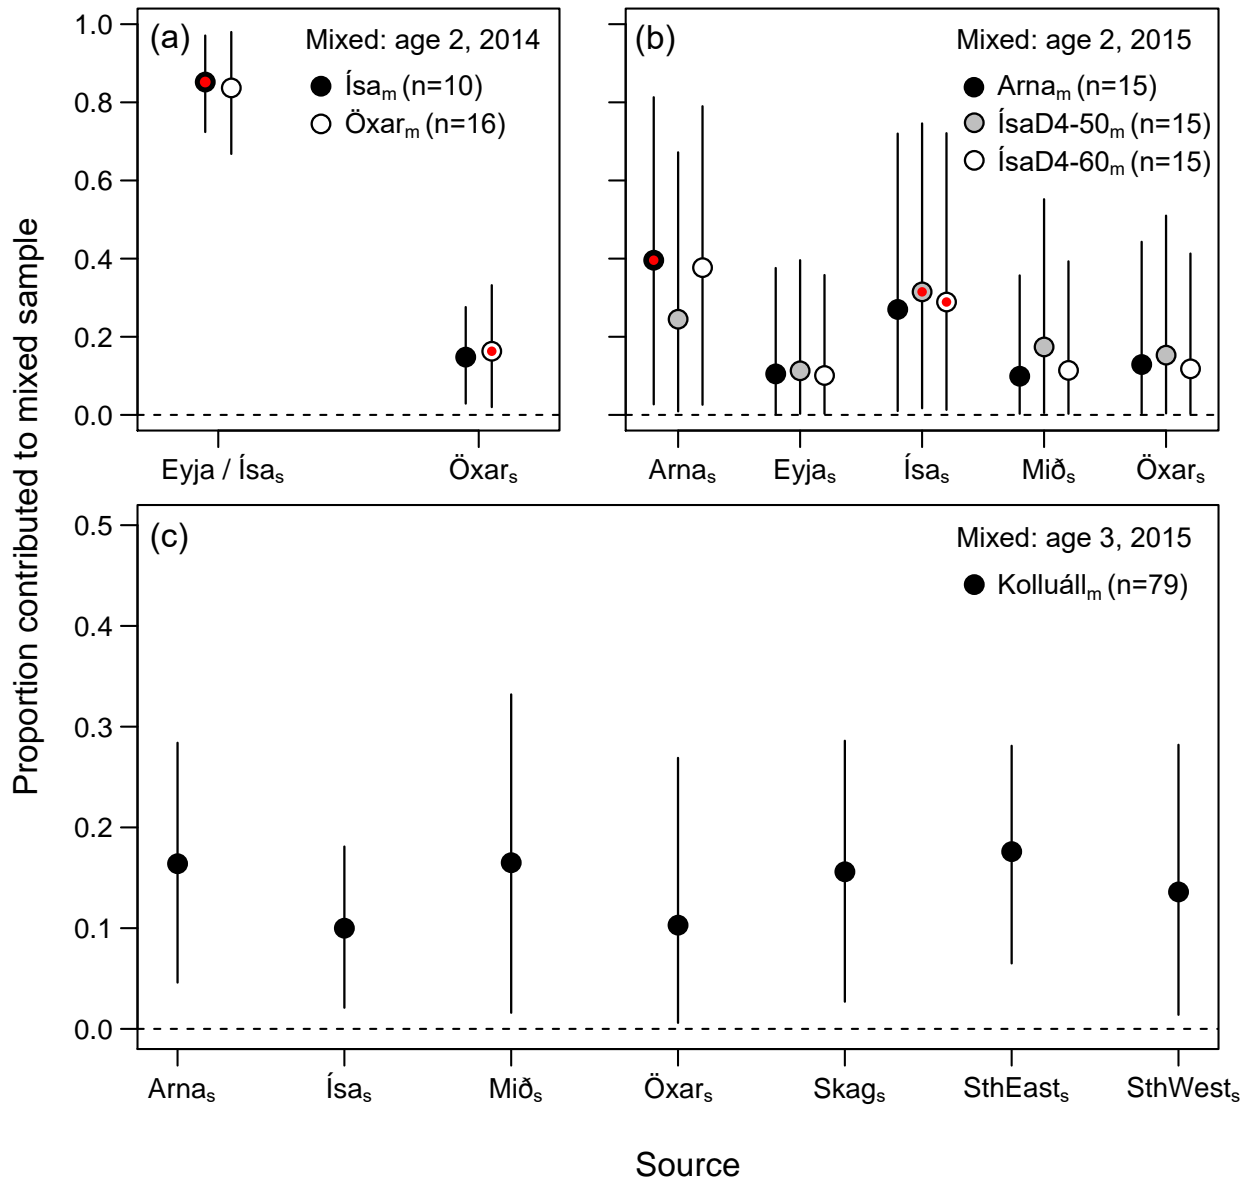 (a)
Mixed: age 2, 2014
Ísam (n=10)
Öxarm (n=16)
1.0
0.8
0.6
0.4
0.2
0.0
Eyja / Ísas
Öxars
(b)
Mixed: age 2, 2015
Arnam (n=15)
ÍsaD4-50m (n=15)
ÍsaD4-60m (n=15)
Arnas
Eyjas
Ísas
Miðs
Öxars
Proportion contributed to mixed sample
(c)
Mixed: age 3, 2015
Kolluállm (n=79)
0.5
0.4
0.3
0.2
0.1
0.0
Arnas
Ísas
Miðs
Öxars
Skags
SthEasts
SthWests
Source